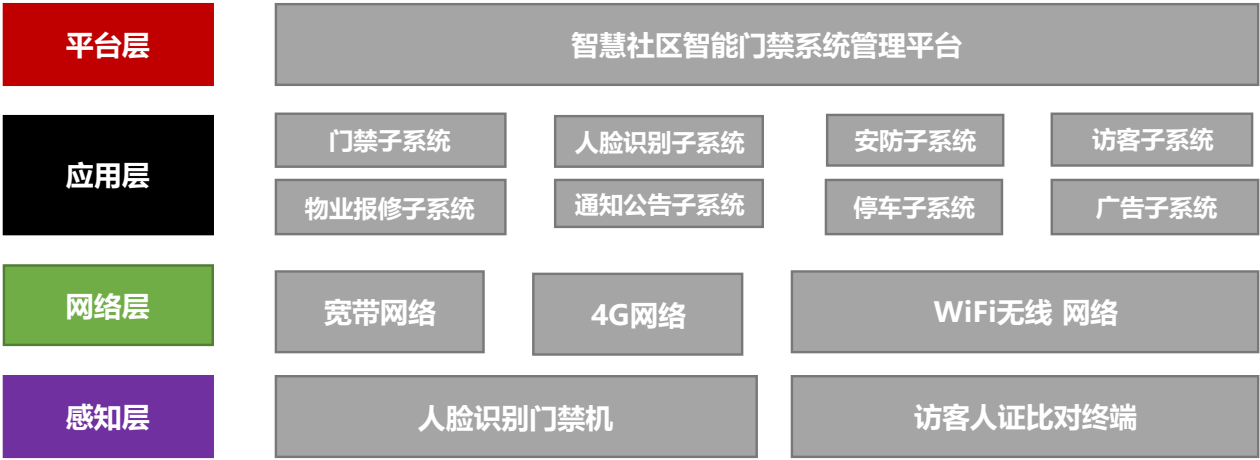 平台层
智慧社区智能门禁系统管理平台
应用层
门禁子系统
人脸识别子系统
安防子系统
访客子系统
物业报修子系统
通知公告子系统
停车子系统
广告子系统
网络层
宽带网络
4G网络
WiFi无线 网络
感知层
人脸识别门禁机
访客人证比对终端